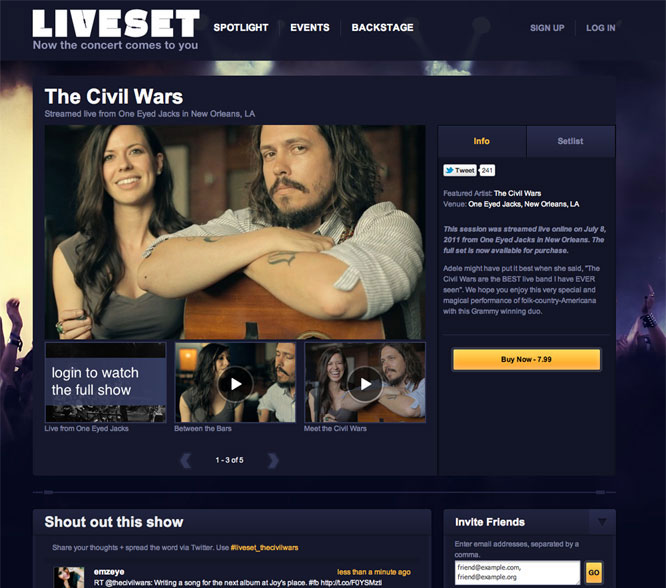 LIVESET
SPOTLIGHT
EVENTS
BACKSTAGE
SIGN UP
LOG IN
Now the concert comes to you
The Civil Wars
Streamed live from One Eyed Jacks in New Orleans, LA
Info
Setlist
Tweet
241
Featured Artist: The Civil Wars
Venue: One Eyed Jacks, New Orleans, LA
This session was streamed live online on July 8,
2011 from One Eyed Jacks in New Orleans. The
full set is now available for purchase.
Adele might have put it best when she said, "The
Civil Wars are the BEST live band I have EVER
seen". We hope you enjoy this very special and
magical performance of folk-country-Americana
with this Grammy winning duo.
Buy Now - 7.99
login to watch
the full show
Live from One Eyed Jacks
Between the Bars
Meet the Civil Wars
1 - 3 of 5
Shout out this show
Share your thoughts + spread the word via Twitter. Use #liveset_thecivilwars
emzeye
less than a minute ago
RT @thecivilwars: Writing a song for the next album at Joy's place. #fb http://t.co/F0YSMzti
Invite Friends
Enter email addresses, separated by a
comma.
friend@example.com,
friend@example.org
GO